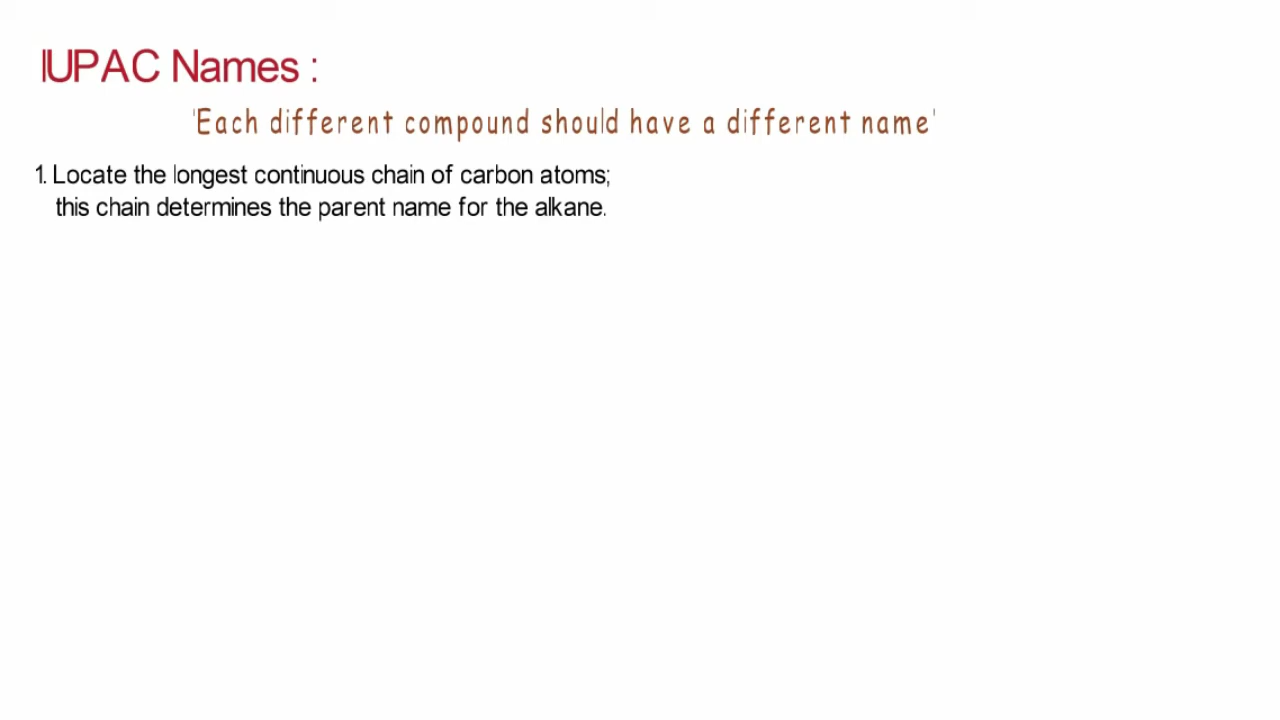 IUPAC Names :
'Each different compound should have a different name'
1. Locate the longest continuous chain of carbon atoms;
this chain determines the parent name for the alkane.